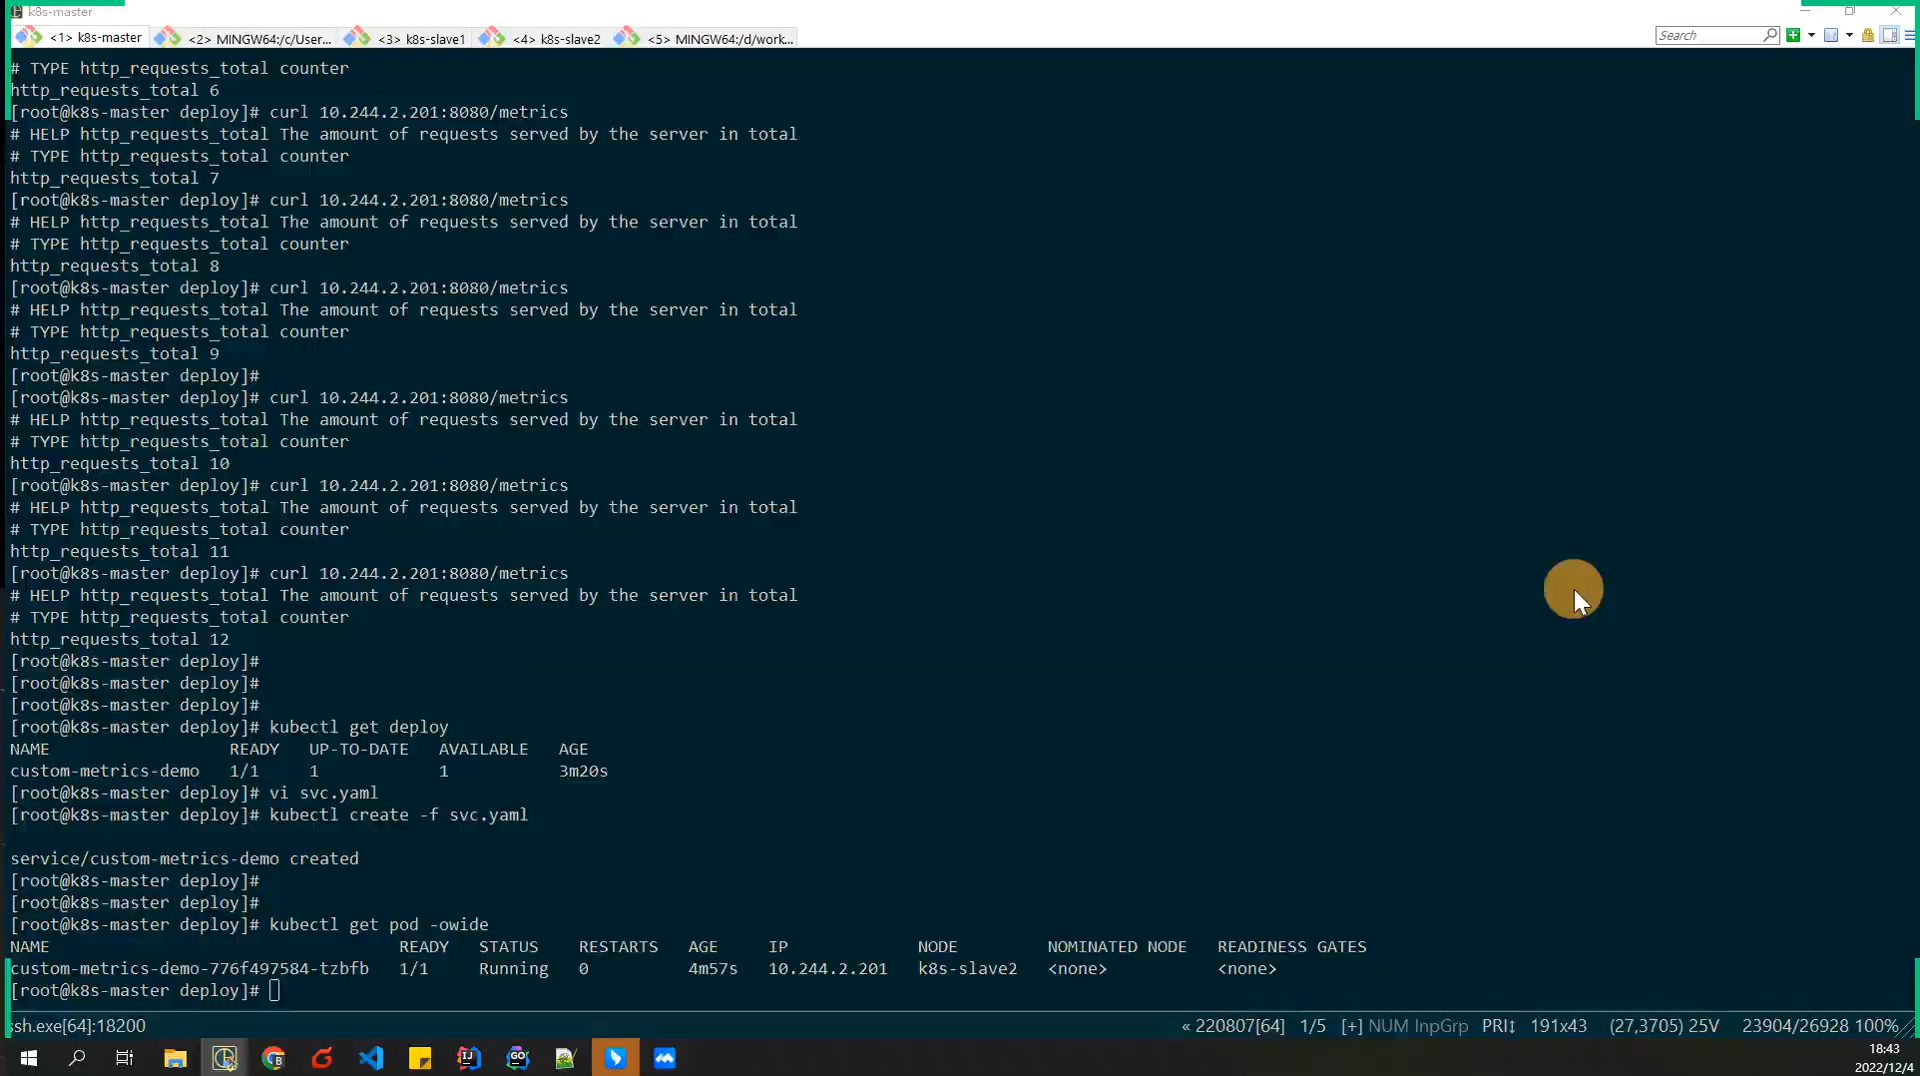 k8s-master
<1> k8s-master <2> MINGW64:/c/User... <3> k8s-slave1 <4> k8s-slave2 <5> MINGW64:/d/work... Search
# TYPE http_requests_total counter
http_requests_total 6
[root@k8s-master deploy]# curl 10.244.2.201:8080/metrics
# HELP http_requests_total The amount of requests served by the server in total
# TYPE http_requests_total counter
http_requests_total 7
[root@k8s-master deploy]# curl 10.244.2.201:8080/metrics
# HELP http_requests_total The amount of requests served by the server in total
# TYPE http_requests_total counter
http_requests_total 8
[root@k8s-master deploy]# curl 10.244.2.201:8080/metrics
# HELP http_requests_total The amount of requests served by the server in total
# TYPE http_requests_total counter
http_requests_total 9
[root@k8s-master deploy]#
[root@k8s-master deploy]# curl 10.244.2.201:8080/metrics
# HELP http_requests_total The amount of requests served by the server in total
# TYPE http_requests_total counter
http_requests_total 10
[root@k8s-master deploy]# curl 10.244.2.201:8080/metrics
# HELP http_requests_total The amount of requests served by the server in total
# TYPE http_requests_total counter
http_requests_total 11
[root@k8s-master deploy]# curl 10.244.2.201:8080/metrics
# HELP http_requests_total The amount of requests served by the server in total
# TYPE http_requests_total counter
http_requests_total 12
[root@k8s-master deploy]#
[root@k8s-master deploy]#
[root@k8s-master deploy]#
[root@k8s-master deploy]# kubectl get deploy
NAME READY UP-TO-DATE AVAILABLE AGE
custom-metrics-demo 1/1 1 1 3m20s
[root@k8s-master deploy]# vi svc.yaml
[root@k8s-master deploy]# kubectl create -f svc.yaml
service/custom-metrics-demo created
[root@k8s-master deploy]#
[root@k8s-master deploy]#
[root@k8s-master deploy]# kubectl get pod -owide
NAME READY STATUS RESTARTS AGE IP NODE NOMINATED NODE READINESS GATES
custom-metrics-demo-776f497584-tzbfb 1/1 Running 0 4m57s 10.244.2.201 k8s-slave2 <none> <none>
[root@k8s-master deploy]#
ssh.exe[64]:18200 « 220807[64] 1/5 [+] NUM InpGrp PRI↕ 191x43 (27,3705) 25V 23904/26928 100%
18:43
2022/12/4